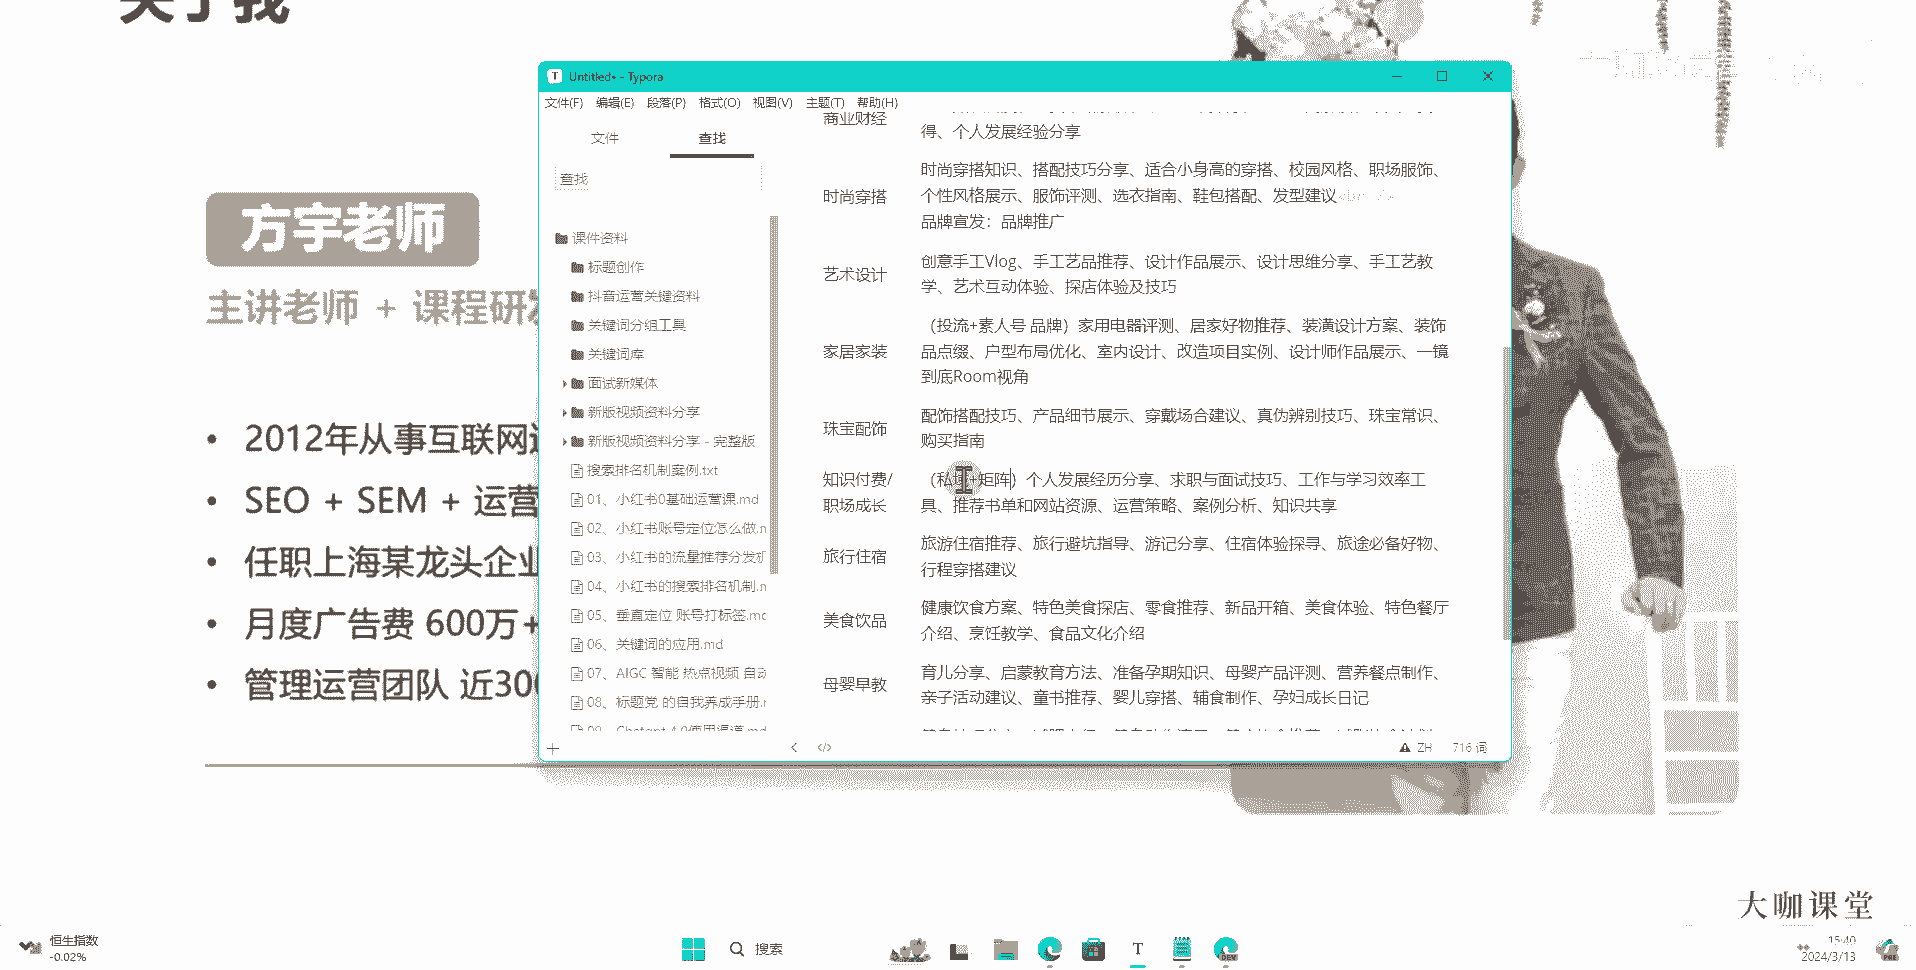 关于我
方宇老师
主讲老师 + 课程研发
2012年从事互联网
SEO + SEM + 运营
任职上海某龙头企业
月度广告费 600万+
管理运营团队 近300
Untitled• - Typora
文件(F) 编辑(E) 段落(P) 格式(O) 视图(V) 主题(T) 帮助(H)
文件 查找
查找
课件资料
标题创作
抖音运营关键资料
关键词分组工具
关键词库
面试新媒体
新版视频资料分享
新版视频资料分享 - 完整版
搜索排名机制案例.txt
01、小红书0基础运营课.md
02、小红书账号定位怎么做.
03、小红书的流量推荐分发机
04、小红书的搜索排名机制.
05、垂直定位 账号打标签.md
06、关键词的应用.md
07、AIGC 智能 热点视频 自动
08、标题党 的自我养成手册.
09、Chatgpt 4.0使用渠道.md
商业财经
得、个人发展经验分享
时尚穿搭
时尚穿搭知识、搭配技巧分享、适合小身高的穿搭、校园风格、职场服饰、
个性风格展示、服饰评测、选衣指南、鞋包搭配、发型建议
品牌宣发：品牌推广
艺术设计
创意手工Vlog、手工艺品推荐、设计作品展示、设计思维分享、手工艺教
学、艺术互动体验、探店体验及技巧
家居家装
（投流+素人号 品牌）家用电器评测、居家好物推荐、装潢设计方案、装饰
品点缀、户型布局优化、室内设计、改造项目实例、设计师作品展示、一镜
到底Room视角
珠宝配饰
配饰搭配技巧、产品细节展示、穿戴场合建议、真伪辨别技巧、珠宝常识、
购买指南
知识付费/
职场成长
（私域+矩阵）个人发展经历分享、求职与面试技巧、工作与学习效率工
具、推荐书单和网站资源、运营策略、案例分析、知识共享
旅行住宿
旅游住宿推荐、旅行避坑指导、游记分享、住宿体验探寻、旅途必备好物、
行程穿搭建议
美食饮品
健康饮食方案、特色美食探店、零食推荐、新品开箱、美食体验、特色餐厅
介绍、烹饪教学、食品文化介绍
母婴早教
育儿分享、启蒙教育方法、准备孕期知识、母婴产品评测、营养餐点制作、
亲子活动建议、童书推荐、婴儿穿搭、辅食制作、孕妇成长日记
ZH 716 词
大咖课堂
恒生指数
-0.02%
搜索
15:40
2024/3/13